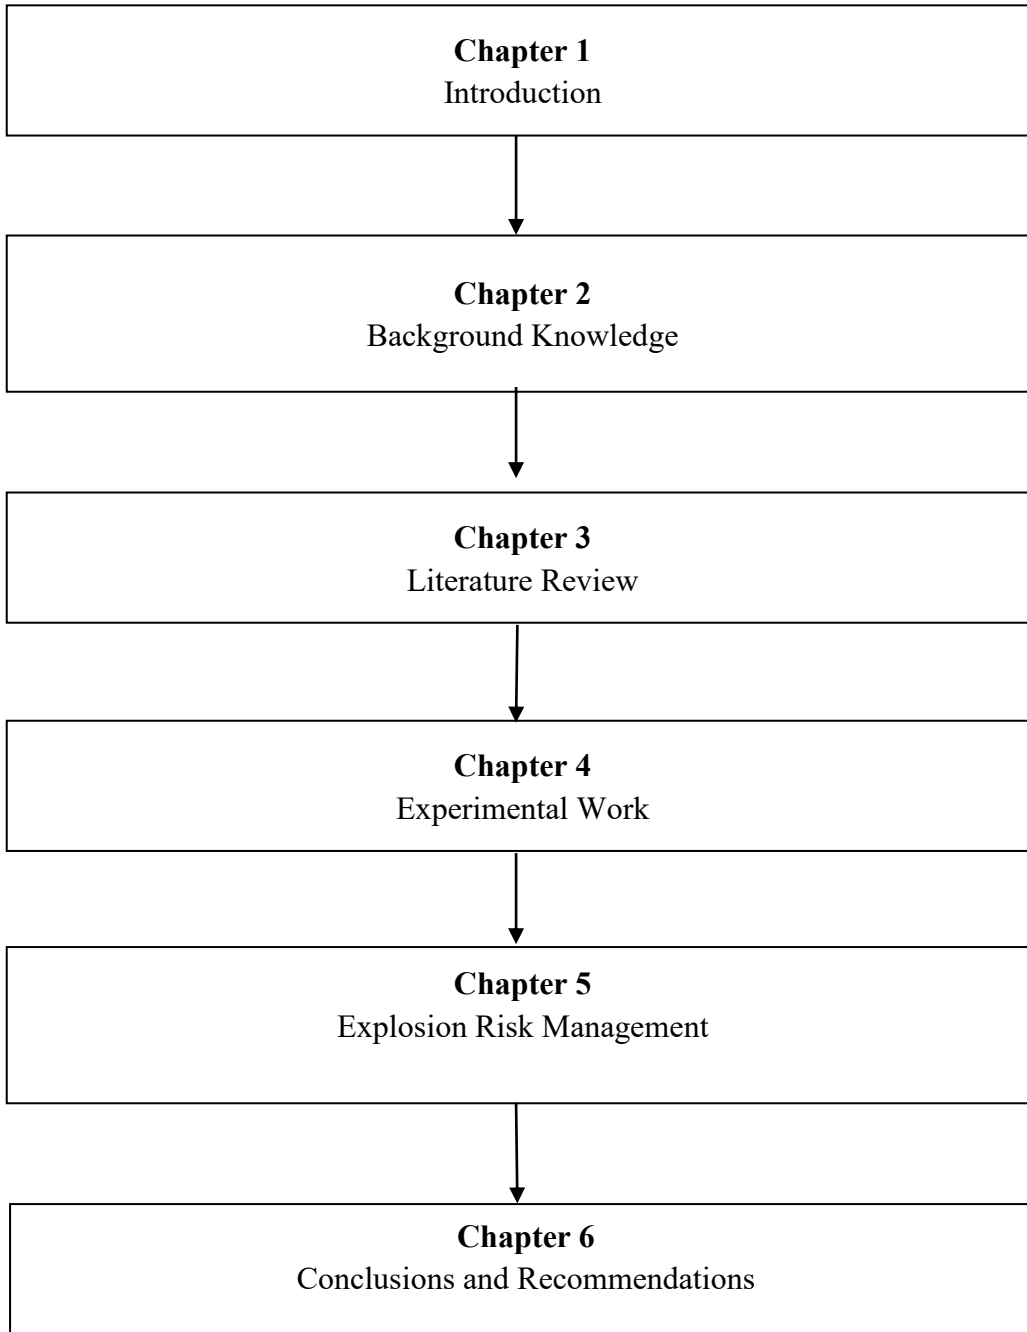 Chapter 1
Introduction
Chapter 2
Background Knowledge
Chapter 3
Literature Review
Chapter 4
Experimental Work
Chapter 5
Explosion Risk Management
Chapter 6
Conclusions and Recommendations